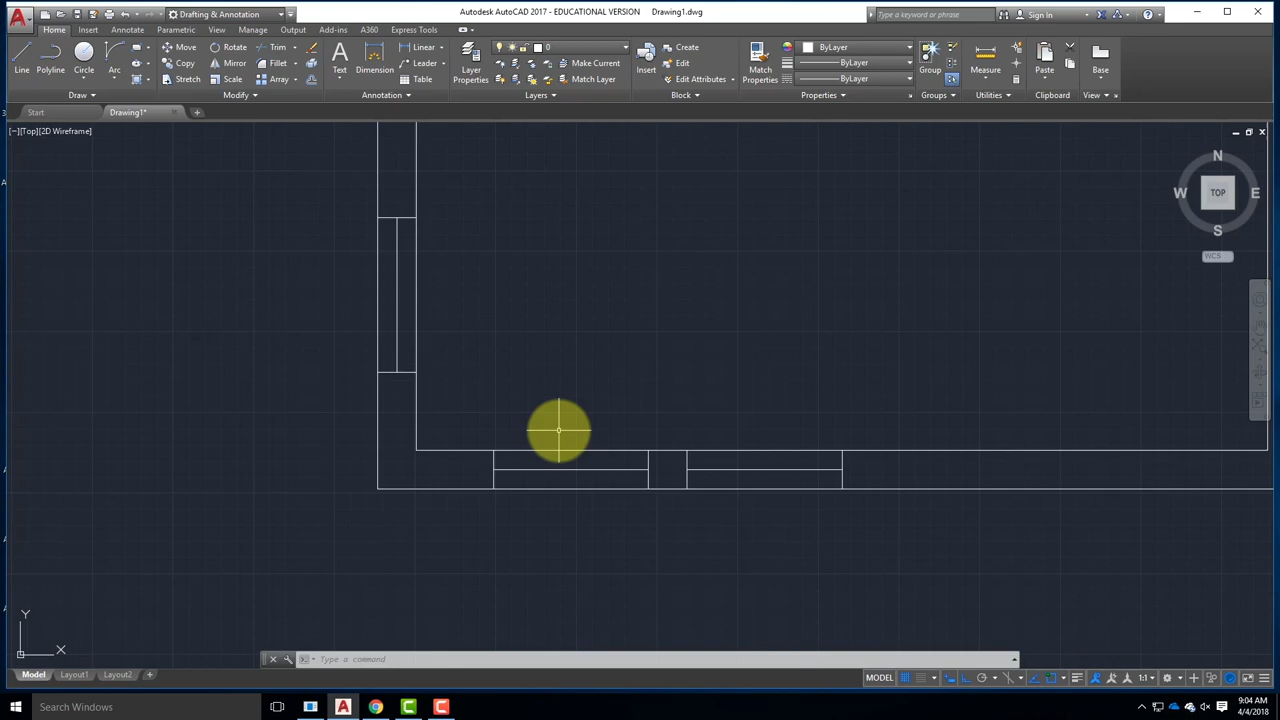 Autodesk AutoCAD 2017 - EDUCATIONAL VERSION Drawing1.dwg
Drafting & Annotation
Type a keyword or phrase
Sign In
Home Insert Annotate Parametric View Manage Output Add-ins A360 Express Tools
Line Polyline Circle Arc
Move Rotate Trim
Copy Mirror Fillet
Stretch Scale Array
Text Dimension
Linear
Leader
Table
Layer Properties
0
Make Current
Match Layer
Insert
Create
Edit
Edit Attributes
Match Properties
ByLayer
ByLayer
ByLayer
Group
Measure
Paste
Base
Draw Modify Annotation Layers Block Properties Groups Utilities Clipboard View
Start Drawing1*
[−][Top][2D Wireframe]
N
W TOP E
S
WCS
Y
X
Type a command
Model Layout1 Layout2
MODEL
1:1
Search Windows
9:04 AM
4/4/2018